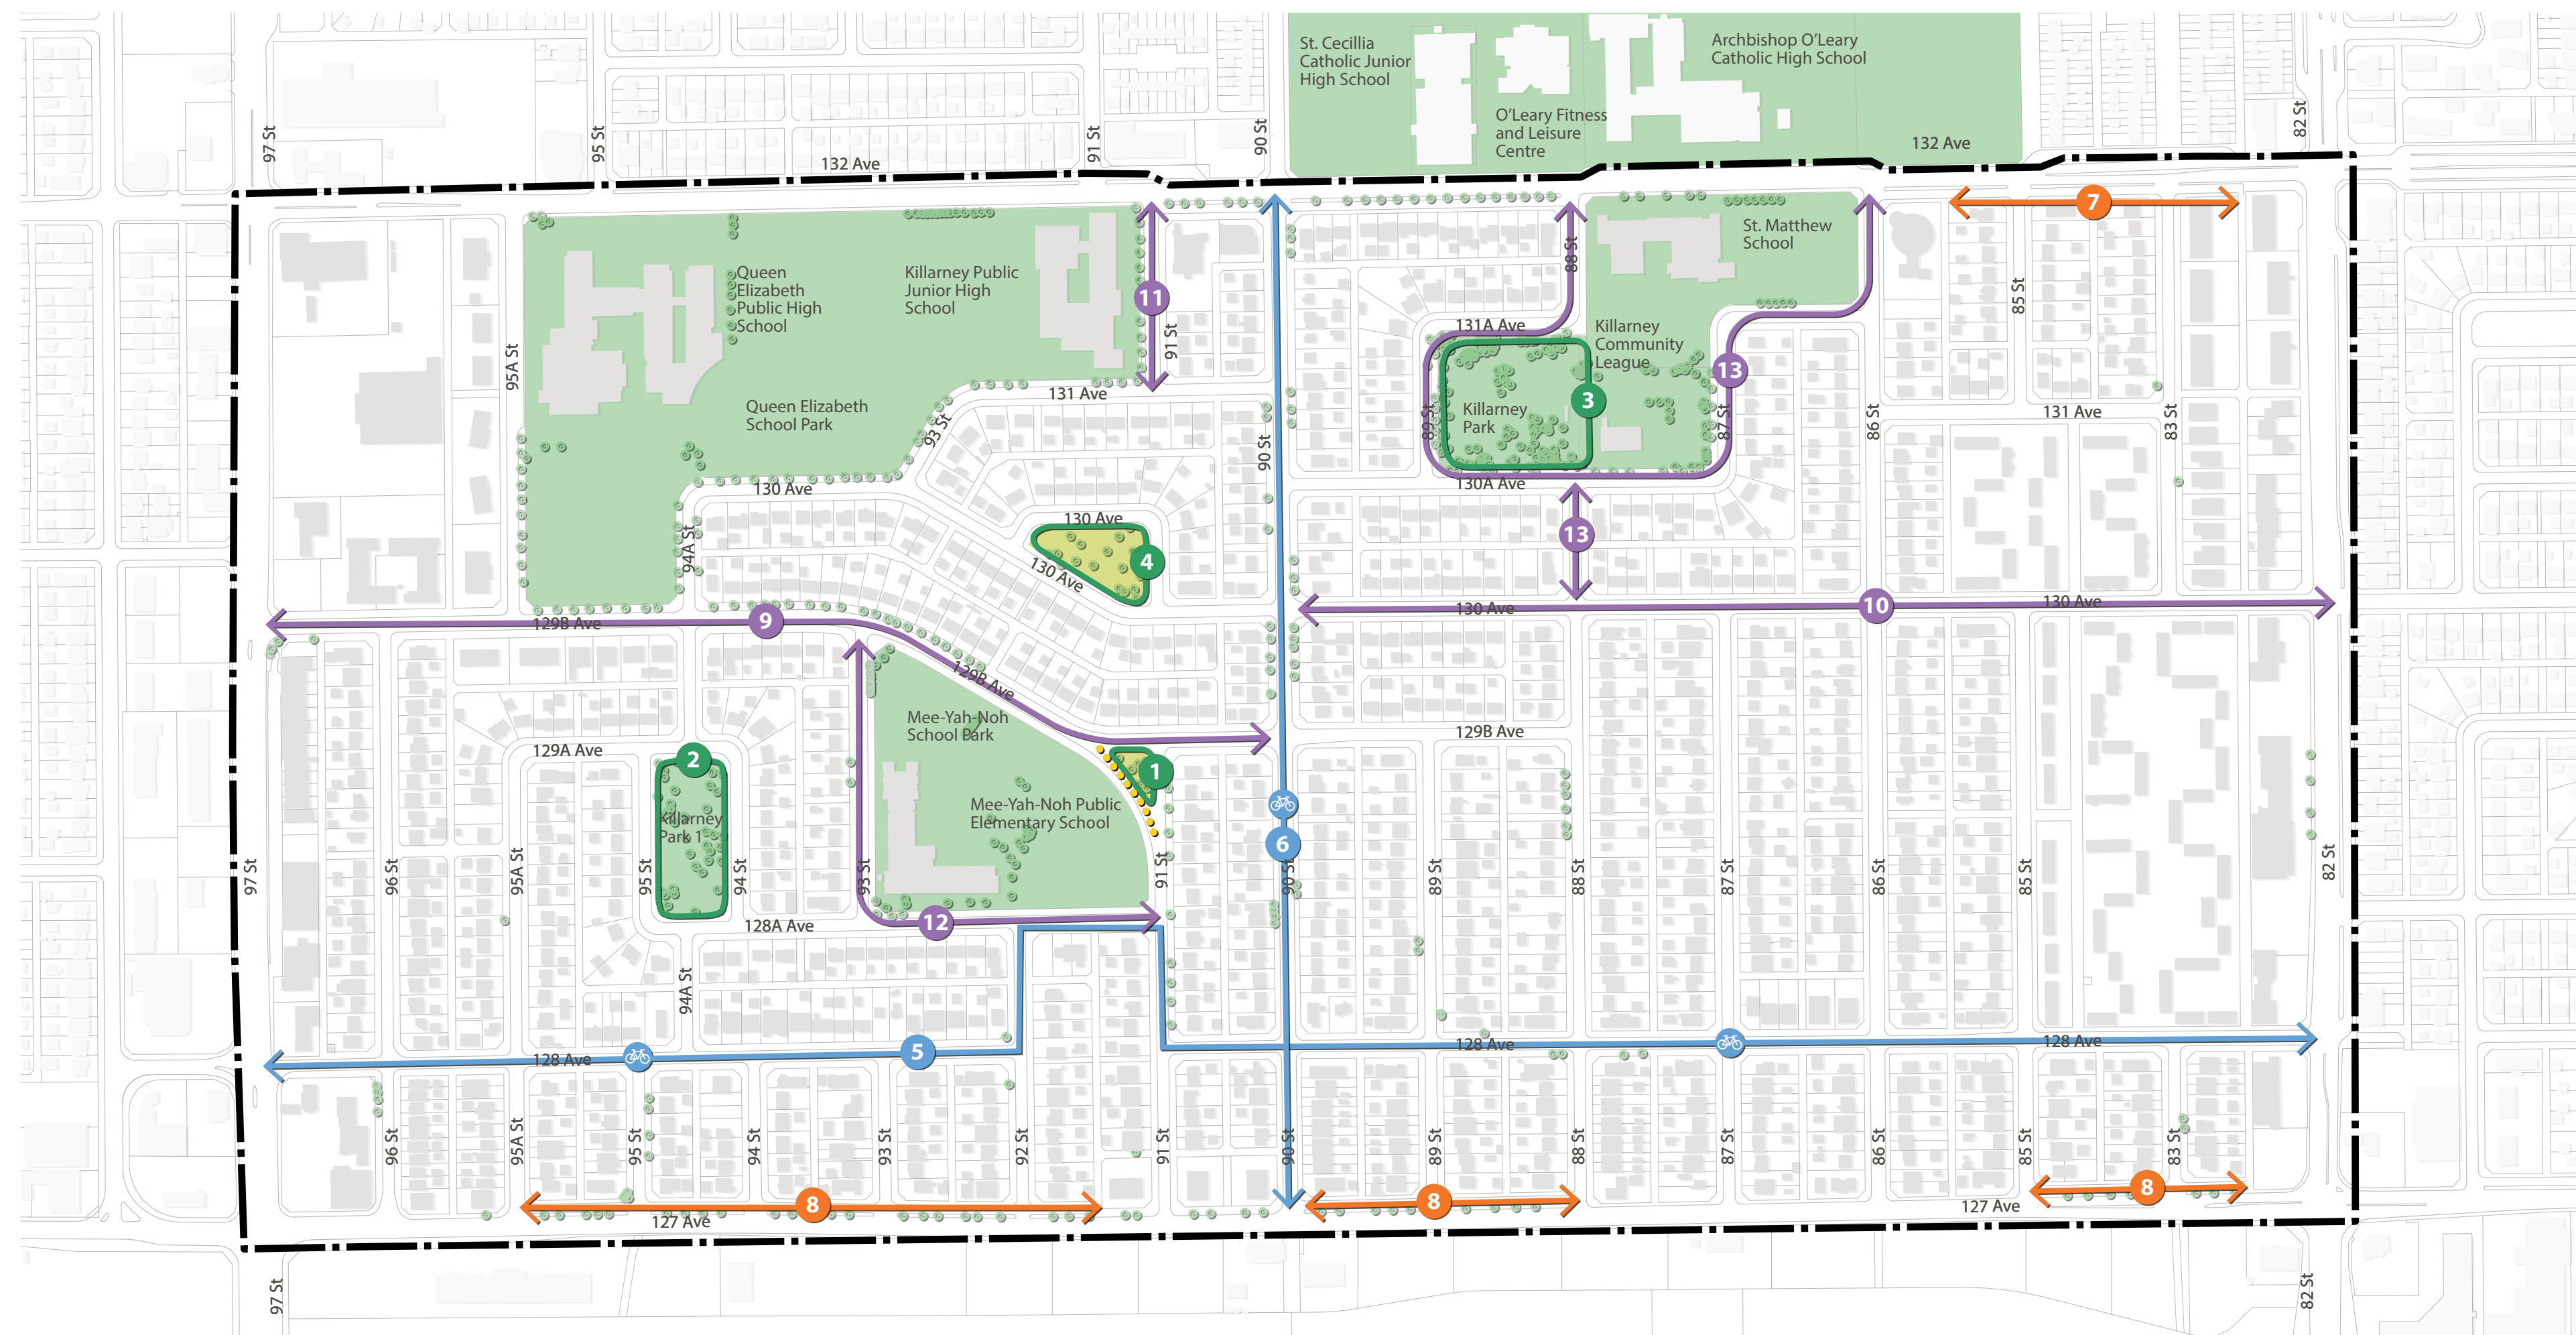 St. Cecillia
Catholic Junior
High School
O'Leary Fitness
and Leisure
Centre
Archbishop O'Leary
Catholic High School
97 St
95 St
91 St
90 St
82 St
132 Ave
132 Ave
7
St. Matthew
School
88 St
Queen
Elizabeth
Public High
School
Killarney Public
Junior High
School
11
91 St
85 St
131A Ave
Killarney
Community
League
95A St
13
3
131 Ave
Queen Elizabeth
School Park
Killarney
Park
89 St
87 St
86 St
131 Ave
83 St
93 St
90 St
130A Ave
130 Ave
130 Ave
13
94A St
4
130 Ave
130 Ave
10
130 Ave
129B Ave
9
129B Ave
Mee-Yah-Noh
School Park
129B Ave
129A Ave
2
1
Killarney
Park 1
Mee-Yah-Noh Public
Elementary School
6
97 St
96 St
95A St
95 St
94 St
93 St
91 St
90 St
89 St
88 St
87 St
86 St
85 St
82 St
12
128A Ave
94A St
5
128 Ave
128 Ave
128 Ave
96 St
95A St
95 St
94 St
93 St
92 St
91 St
90 St
89 St
88 St
87 St
86 St
85 St
83 St
8
8
8
127 Ave
127 Ave
97 St
82 St